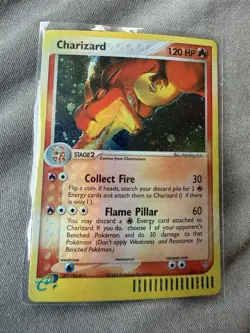 Charizard
120 HP
STAGE 2
Evolves from Charmeleon
Collect Fire 30
Flip a coin. If heads, search your discard pile for 2
Energy cards and attach them to Charizard (1 if there
is only 1).
Flame Pillar 60
You may discard a Energy card attached to
Charizard. If you do, choose 1 of your opponent's
Benched Pokémon and do 30 damage to that
Pokémon. (Don't apply Weakness and Resistance for
Benched Pokémon.)
weakness resistance retreat cost
e